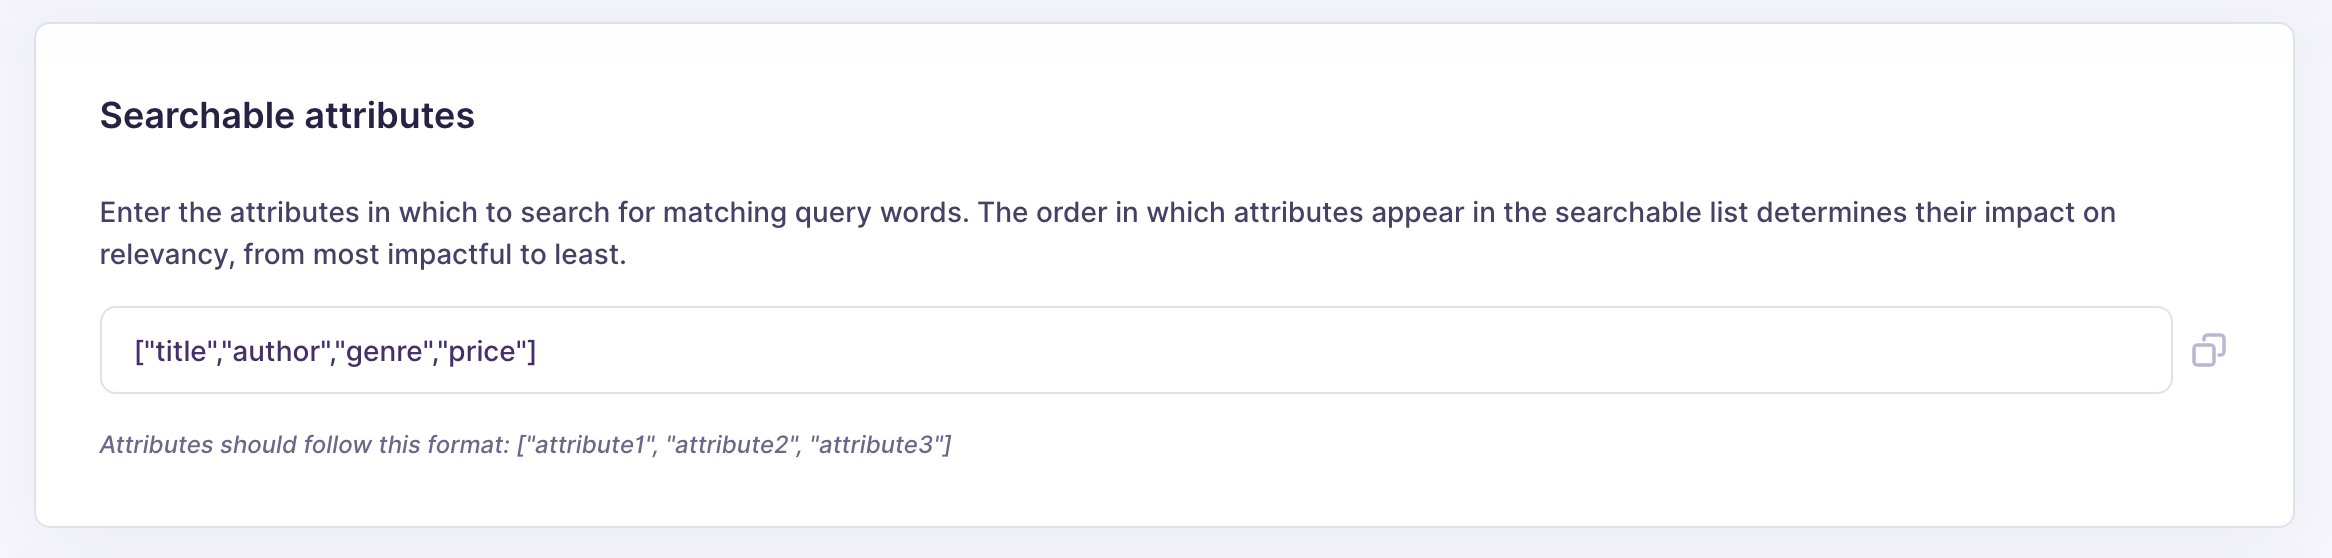 Searchable attributes
Enter the attributes in which to search for matching query words. The order in which attributes appear in the searchable list determines their impact on
relevancy, from most impactful to least.
["title","author","genre","price"]
Attributes should follow this format: ["attribute1", "attribute2", "attribute3"]